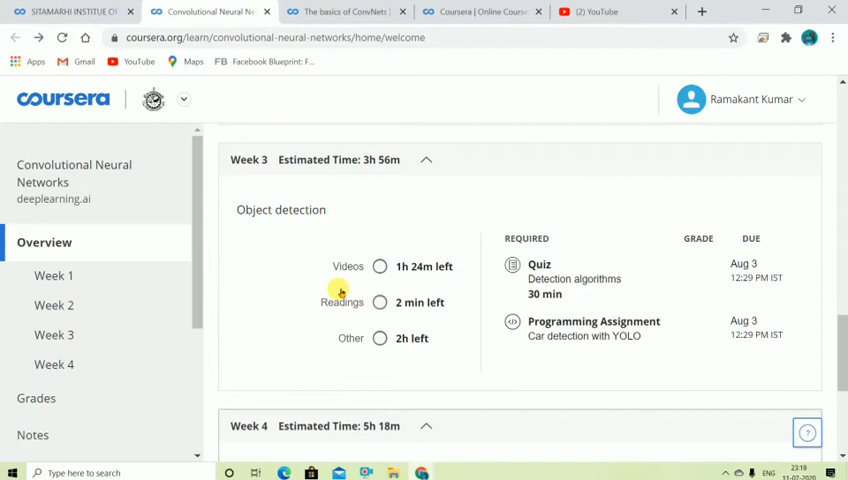 SITAMARHI INSTITUE OF
Convolutional Neural Ne
The basics of ConvNets |
Coursera | Online Course
(2) YouTube
coursera.org/learn/convolutional-neural-networks/home/welcome
Apps
Gmail
YouTube
Maps
FB Facebook Blueprint: F...
coursera
Ramakant Kumar
Convolutional Neural
Networks
deeplearning.ai
Overview
Week 1
Week 2
Week 3
Week 4
Grades
Notes
Week 3 Estimated Time: 3h 56m
Object detection
Videos 1h 24m left
Readings 2 min left
Other 2h left
REQUIRED GRADE DUE
Quiz Aug 3
Detection algorithms 12:29 PM IST
30 min
Programming Assignment Aug 3
Car detection with YOLO 12:29 PM IST
Week 4 Estimated Time: 5h 18m
?
Type here to search
ENG
23:19
11-07-2020